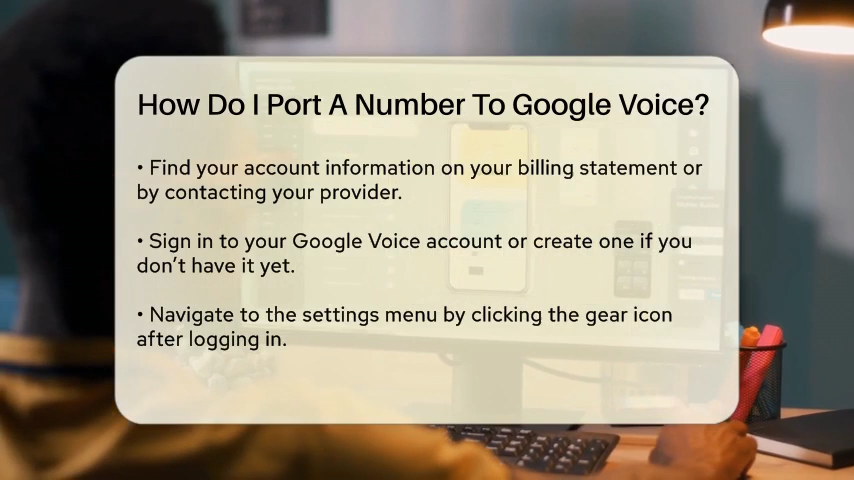 How Do I Port A Number To Google Voice?
• Find your account information on your billing statement or
by contacting your provider.
• Sign in to your Google Voice account or create one if you
don’t have it yet.
• Navigate to the settings menu by clicking the gear icon
after logging in.